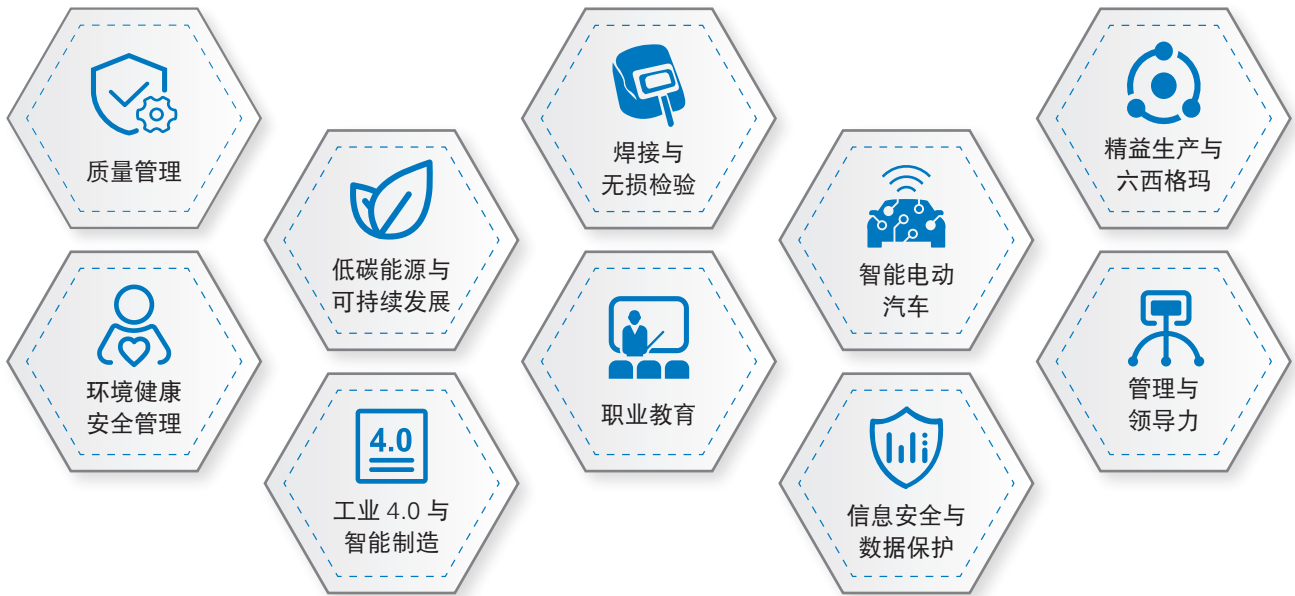 质量管理
焊接与
无损检验
精益生产与
六西格玛
低碳能源与
可持续发展
智能电动
汽车
环境健康
安全管理
职业教育
管理与
领导力
4.0
工业 4.0 与
智能制造
信息安全与
数据保护